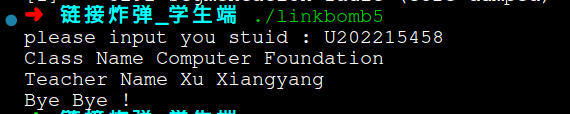 ➜ 链接炸弹_学生端 ./linkbomb5
please input you stuid : U202215458
Class Name Computer Foundation
Teacher Name Xu Xiangyang
Bye Bye !